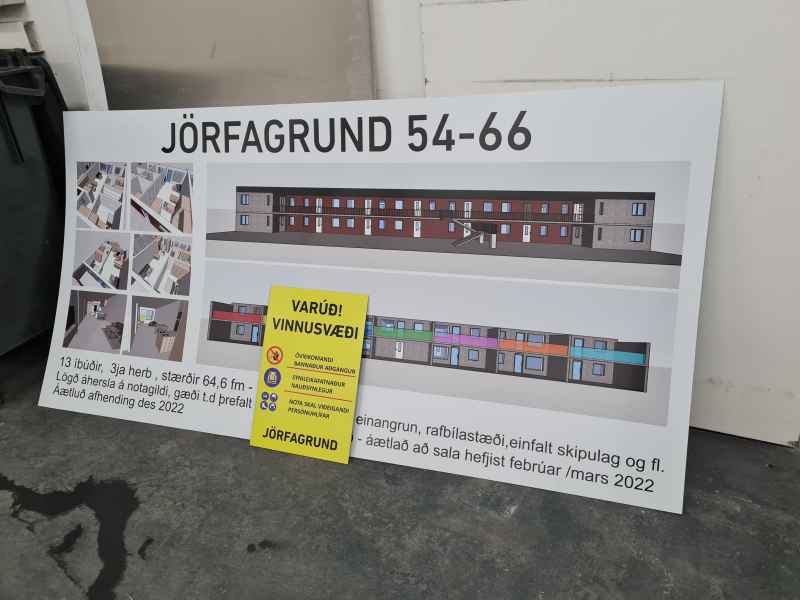 JÖRFAGRUND 54-66
13 íbúðir, 3ja herb , stærðir 64,6 fm -
Lögð áhersla á notagildi, gæði t.d þrefalt
einangrun, rafbílastæði,einfalt skipulag og fl.
Áætluð afhending des 2022
- áætlað að sala hefjist febrúar /mars 2022
VARÚÐ!
VINNUSVÆÐI
ÓVIÐKOMANDI
BANNAÐUR AÐGANGUR
SÝNILEIKAFATNAÐUR
NAUÐSYNLEGUR
NOTA SKAL VIÐEIGANDI
PERSÓNUHLÍFAR
JÖRFAGRUND